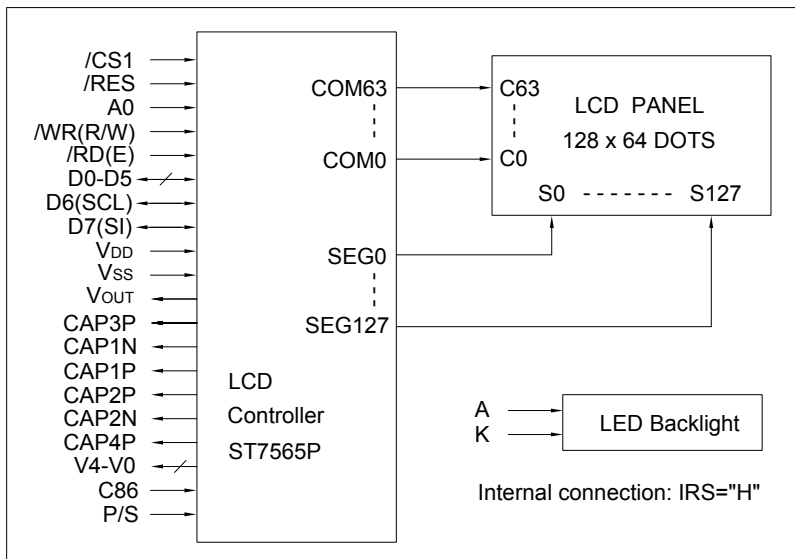 /CS1
/RES
A0
/WR(R/W)
/RD(E)
D0-D5
D6(SCL)
D7(SI)
VDD
VSS
VOUT
CAP3P
CAP1N
CAP1P
CAP2P
CAP2N
CAP4P
V4-V0
C86
P/S
COM63
COM0
SEG0
SEG127
LCD
Controller
ST7565P
C63
C0
LCD PANEL
128 x 64 DOTS
S0 ------- S127
A
K
LED Backlight
Internal connection: IRS="H"